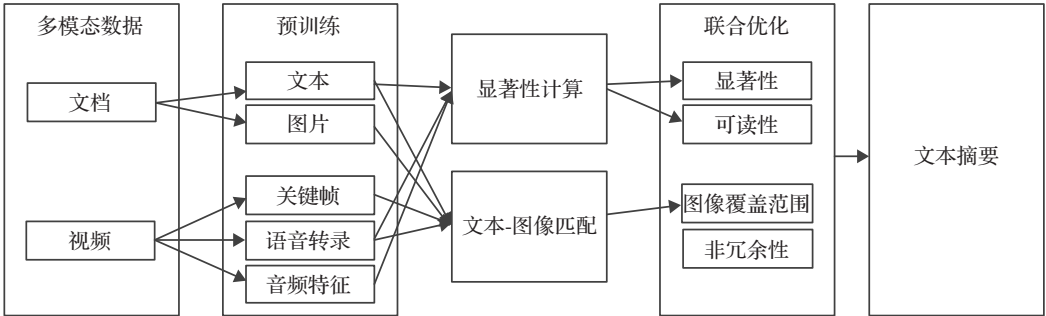 多模态数据
文档
视频
预训练
文本
图片
关键帧
语音转录
音频特征
显著性计算
文本-图像匹配
联合优化
显著性
可读性
图像覆盖范围
非冗余性
文本摘要